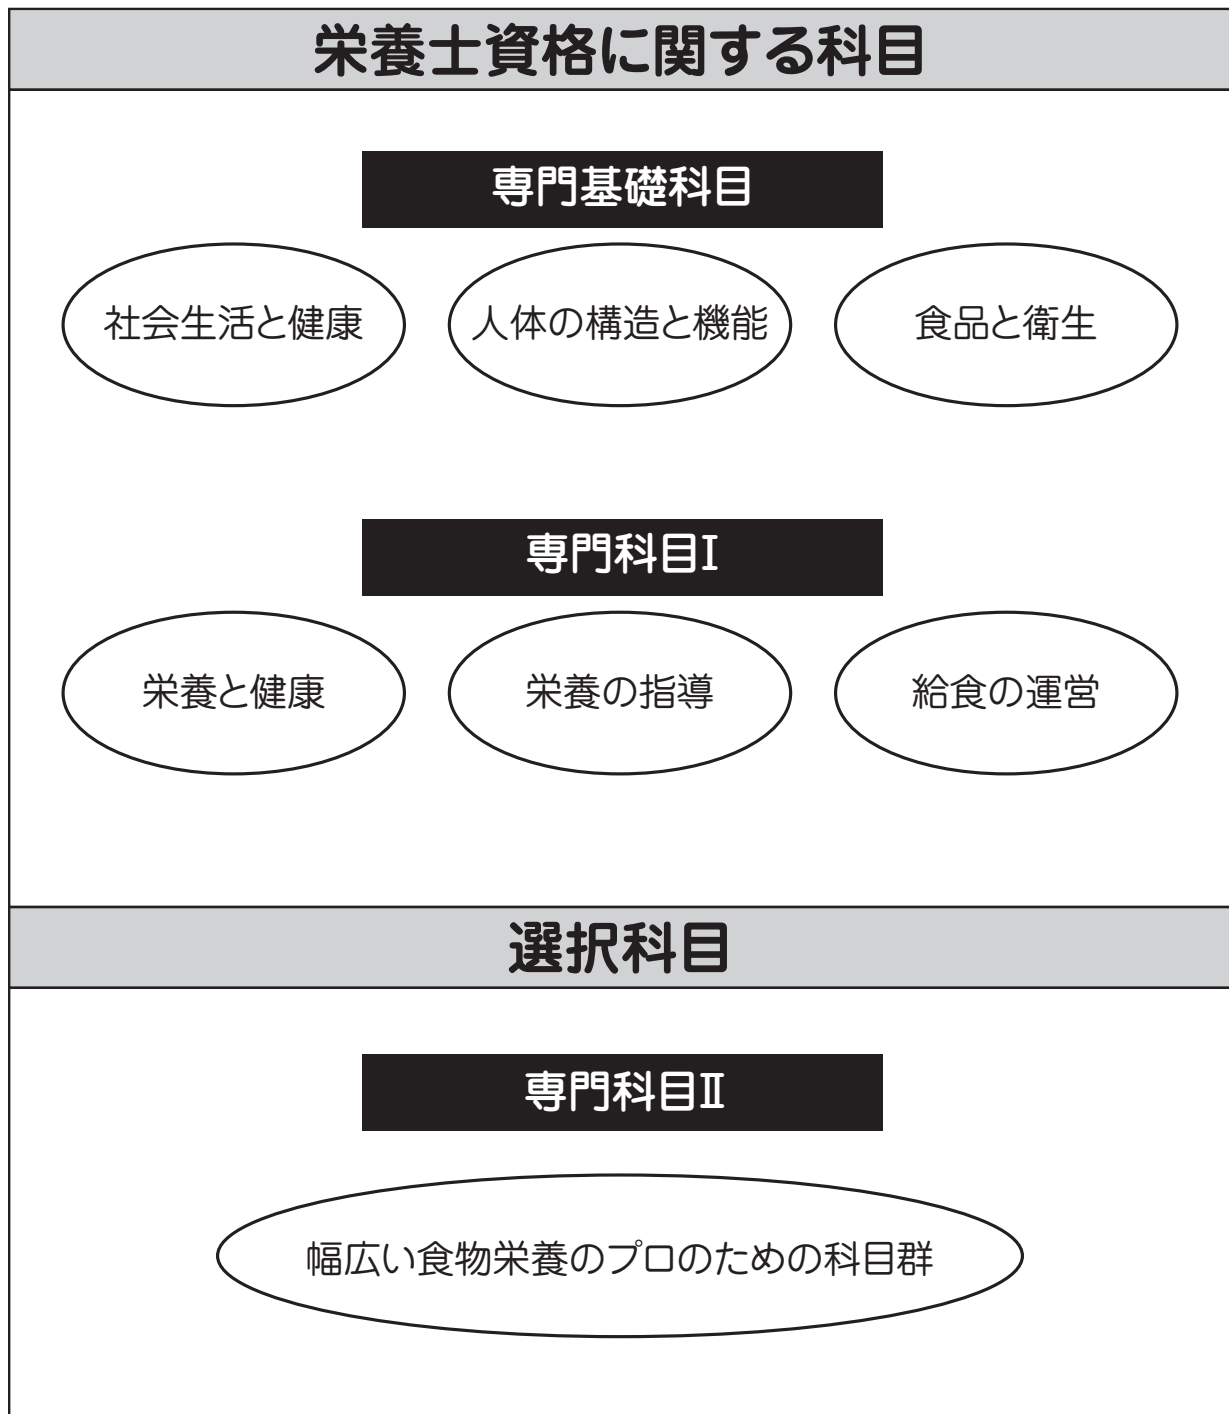 栄養士資格に関する科目
専門基礎科目
社会生活と健康
人体の構造と機能
食品と衛生
専門科目Ⅰ
栄養と健康
栄養の指導
給食の運営
選択科目
専門科目Ⅱ
幅広い食物栄養のプロのための科目群